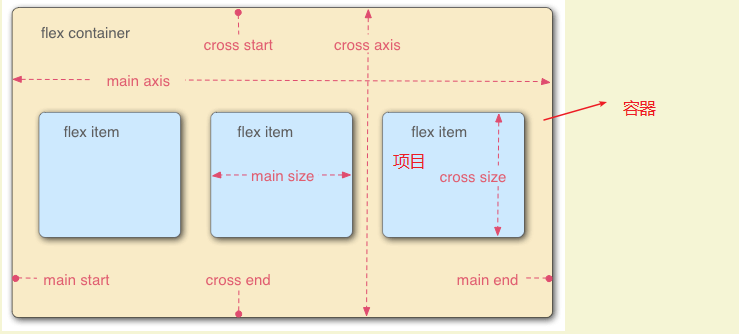 flex container
cross start
cross axis
main axis
容器
flex item
flex item
flex item
项目
main size
cross size
main start
cross end
main end